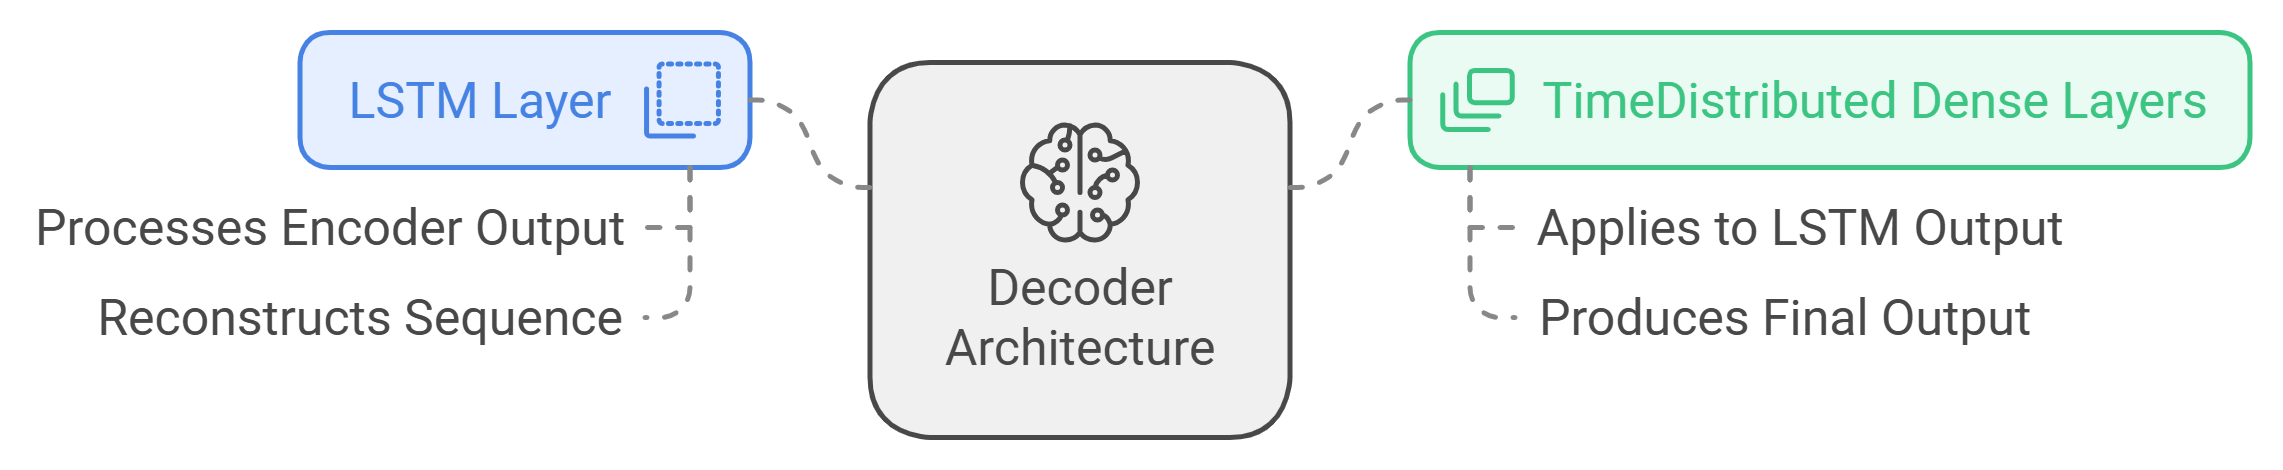 LSTM Layer
Processes Encoder Output
Reconstructs Sequence
Decoder
Architecture
TimeDistributed Dense Layers
Applies to LSTM Output
Produces Final Output